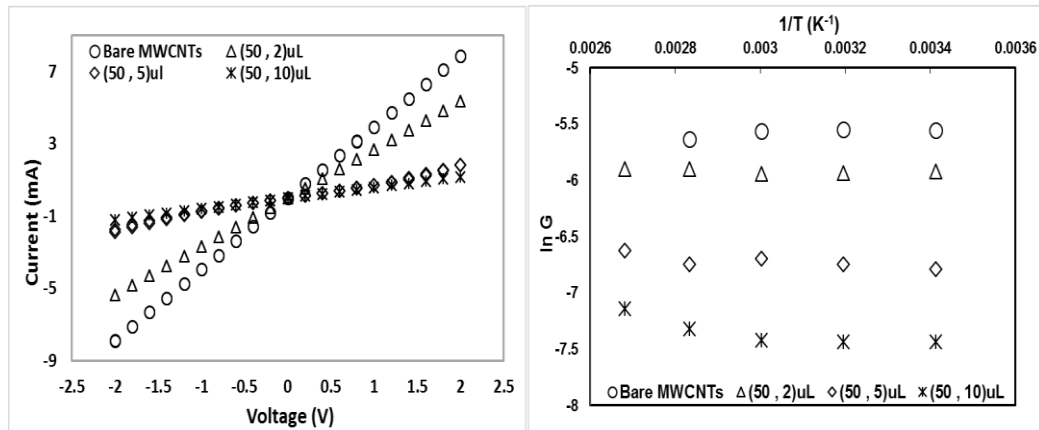 7
3
-1
-5
-9
Current (mA)
○ Bare MWCNTs △ (50 , 2)uL
◇ (50 , 5)ul ж (50 , 10)uL
-2.5 -2 -1.5 -1 -0.5 0 0.5 1 1.5 2 2.5
Voltage (V)
1/T (K⁻¹)
0.0026 0.0028 0.003 0.0032 0.0034 0.0036
-5
-5.5
-6
-6.5
-7
-7.5
-8
ln G
○ Bare MWCNTs △ (50 , 2)uL ◇ (50 , 5)uL ж (50 , 10)uL